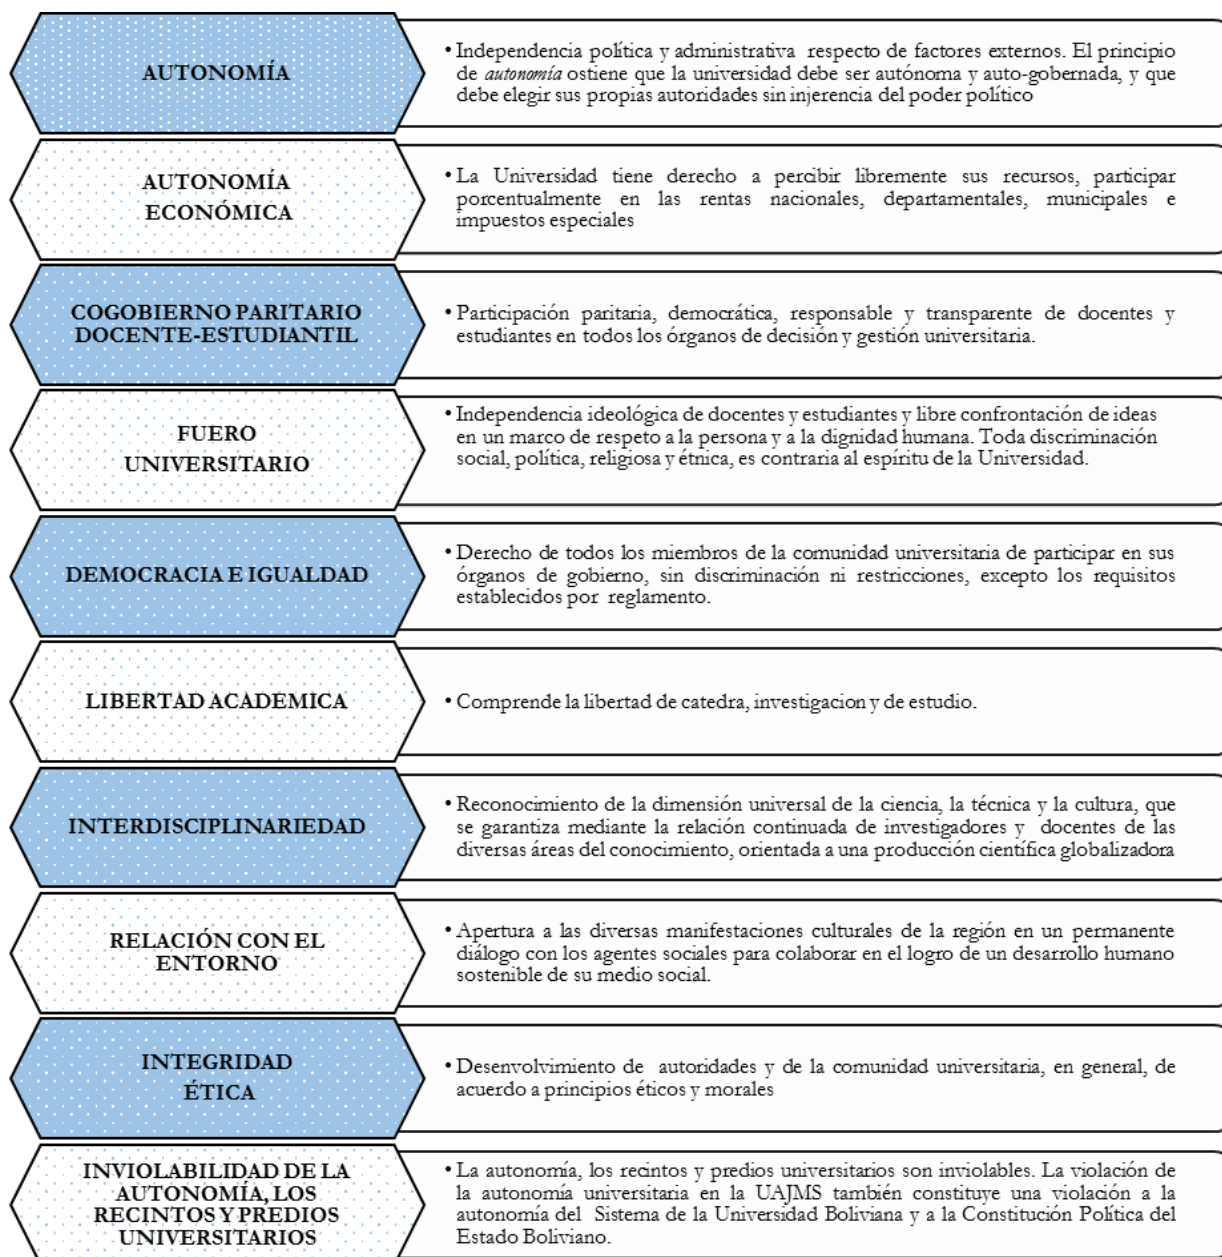 AUTONOMÍA
• Independencia política y administrativa respecto de factores externos. El principio
de autonomía ostiene que la universidad debe ser autónoma y auto-gobernada, y que
debe elegir sus propias autoridades sin injerencia del poder político
AUTONOMÍA
ECONÓMICA
• La Universidad tiene derecho a percibir libremente sus recursos, participar
porcentualmente en las rentas nacionales, departamentales, municipales e
impuestos especiales
COGOBIERNO PARITARIO
DOCENTE-ESTUDIANTIL
• Participación paritaria, democrática, responsable y transparente de docentes y
estudiantes en todos los órganos de decisión y gestión universitaria.
FUERO
UNIVERSITARIO
• Independencia ideológica de docentes y estudiantes y libre confrontación de ideas
en un marco de respeto a la persona y a la dignidad humana. Toda discriminación
social, política, religiosa y étnica, es contraria al espíritu de la Universidad.
DEMOCRACIA E IGUALDAD
• Derecho de todos los miembros de la comunidad universitaria de participar en sus
órganos de gobierno, sin discriminación ni restricciones, excepto los requisitos
establecidos por reglamento.
LIBERTAD ACADEMICA
• Comprende la libertad de catedra, investigacion y de estudio.
INTERDISCIPLINARIEDAD
• Reconocimiento de la dimensión universal de la ciencia, la técnica y la cultura, que
se garantiza mediante la relación continuada de investigadores y docentes de las
diversas áreas del conocimiento, orientada a una producción científica globalizadora
RELACIÓN CON EL
ENTORNO
• Apertura a las diversas manifestaciones culturales de la región en un permanente
diálogo con los agentes sociales para colaborar en el logro de un desarrollo humano
sostenible de su medio social.
INTEGRIDAD
ÉTICA
• Desenvolvimiento de autoridades y de la comunidad universitaria, en general, de
acuerdo a principios éticos y morales
INVIOLABILIDAD DE LA
AUTONOMÍA, LOS
RECINTOS Y PREDIOS
UNIVERSITARIOS
• La autonomía, los recintos y predios universitarios son inviolables. La violación de
la autonomía universitaria en la UAJMS también constituye una violación a la
autonomía del Sistema de la Universidad Boliviana y a la Constitución Política del
Estado Boliviano.